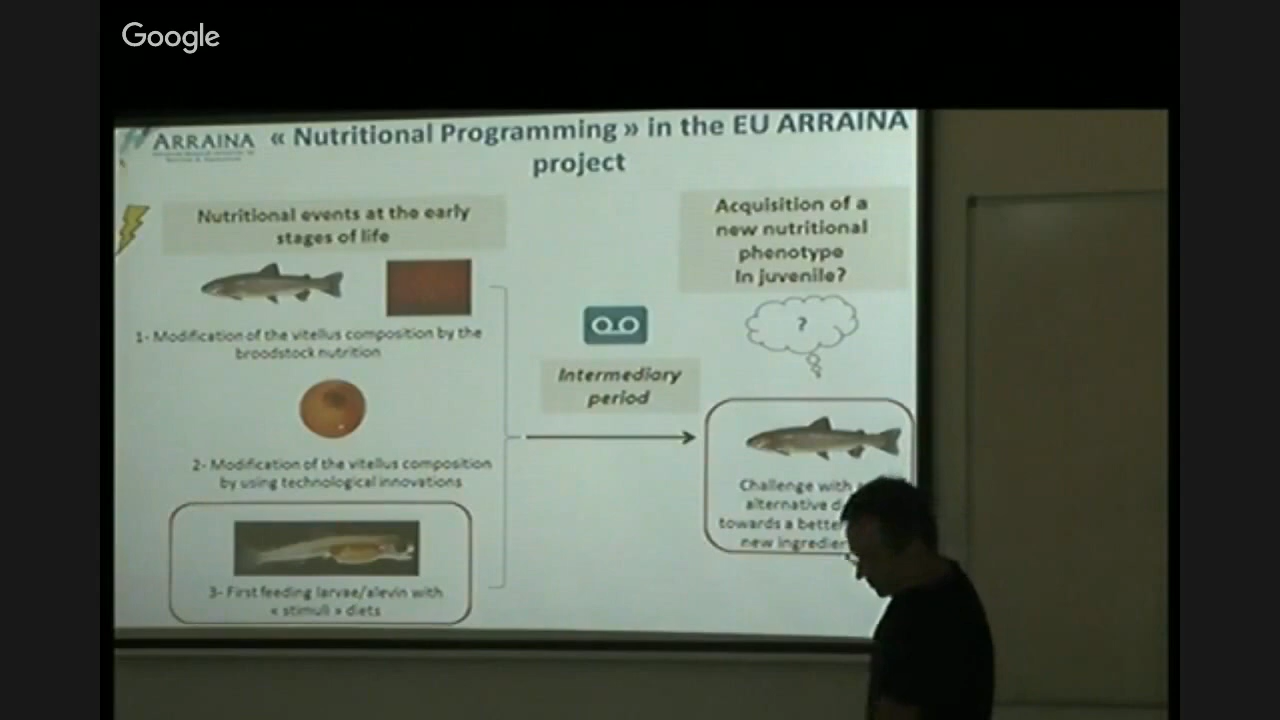 Google
ARRAINA
« Nutritional Programming » in the EU ARRAINA
project
Nutritional events at the early
stages of life
1- Modification of the vitellus composition by the
broodstock nutrition
2- Modification of the vitellus composition
by using technological innovations
3- First feeding larvae/alevin with
« stimuli » diets
Intermediary
period
Acquisition of a
new nutritional
phenotype
In juvenile?
?
Challenge with
alternative
towards a
new